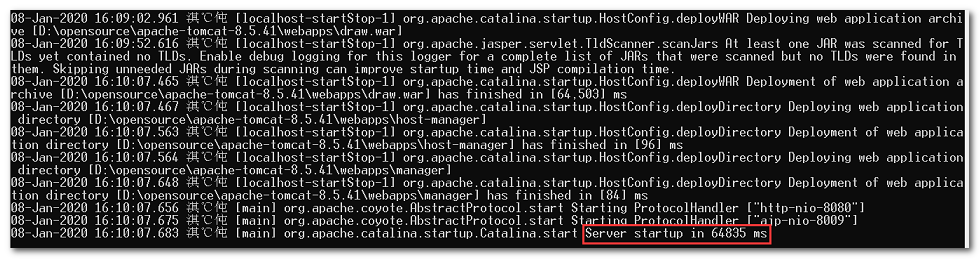 08-Jan-2020 16:09:02.961 淇℃伅 [localhost-startStop-1] org.apache.catalina.startup.HostConfig.deployWAR Deploying web application archi
ve [D:\opensource\apache-tomcat-8.5.41\webapps\draw.war]
08-Jan-2020 16:09:52.616 淇℃伅 [localhost-startStop-1] org.apache.jasper.servlet.TldScanner.scanJars At least one JAR was scanned for T
LDs yet contained no TLDs. Enable debug logging for this logger for a complete list of JARs that were scanned but no TLDs were found in
them. Skipping unneeded JARs during scanning can improve startup time and JSP compilation time.
08-Jan-2020 16:10:07.465 淇℃伅 [localhost-startStop-1] org.apache.catalina.startup.HostConfig.deployWAR Deployment of web application a
rchive [D:\opensource\apache-tomcat-8.5.41\webapps\draw.war] has finished in [64,503] ms
08-Jan-2020 16:10:07.467 淇℃伅 [localhost-startStop-1] org.apache.catalina.startup.HostConfig.deployDirectory Deploying web application
directory [D:\opensource\apache-tomcat-8.5.41\webapps\host-manager]
08-Jan-2020 16:10:07.563 淇℃伅 [localhost-startStop-1] org.apache.catalina.startup.HostConfig.deployDirectory Deployment of web applica
tion directory [D:\opensource\apache-tomcat-8.5.41\webapps\host-manager] has finished in [96] ms
08-Jan-2020 16:10:07.564 淇℃伅 [localhost-startStop-1] org.apache.catalina.startup.HostConfig.deployDirectory Deploying web application
directory [D:\opensource\apache-tomcat-8.5.41\webapps\manager]
08-Jan-2020 16:10:07.648 淇℃伅 [localhost-startStop-1] org.apache.catalina.startup.HostConfig.deployDirectory Deployment of web applica
tion directory [D:\opensource\apache-tomcat-8.5.41\webapps\manager] has finished in [84] ms
08-Jan-2020 16:10:07.656 淇℃伅 [main] org.apache.coyote.AbstractProtocol.start Starting ProtocolHandler ["http-nio-8080"]
08-Jan-2020 16:10:07.675 淇℃伅 [main] org.apache.coyote.AbstractProtocol.start Starting ProtocolHandler ["ajp-nio-8009"]
08-Jan-2020 16:10:07.683 淇℃伅 [main] org.apache.catalina.startup.Catalina.start Server startup in 64835 ms